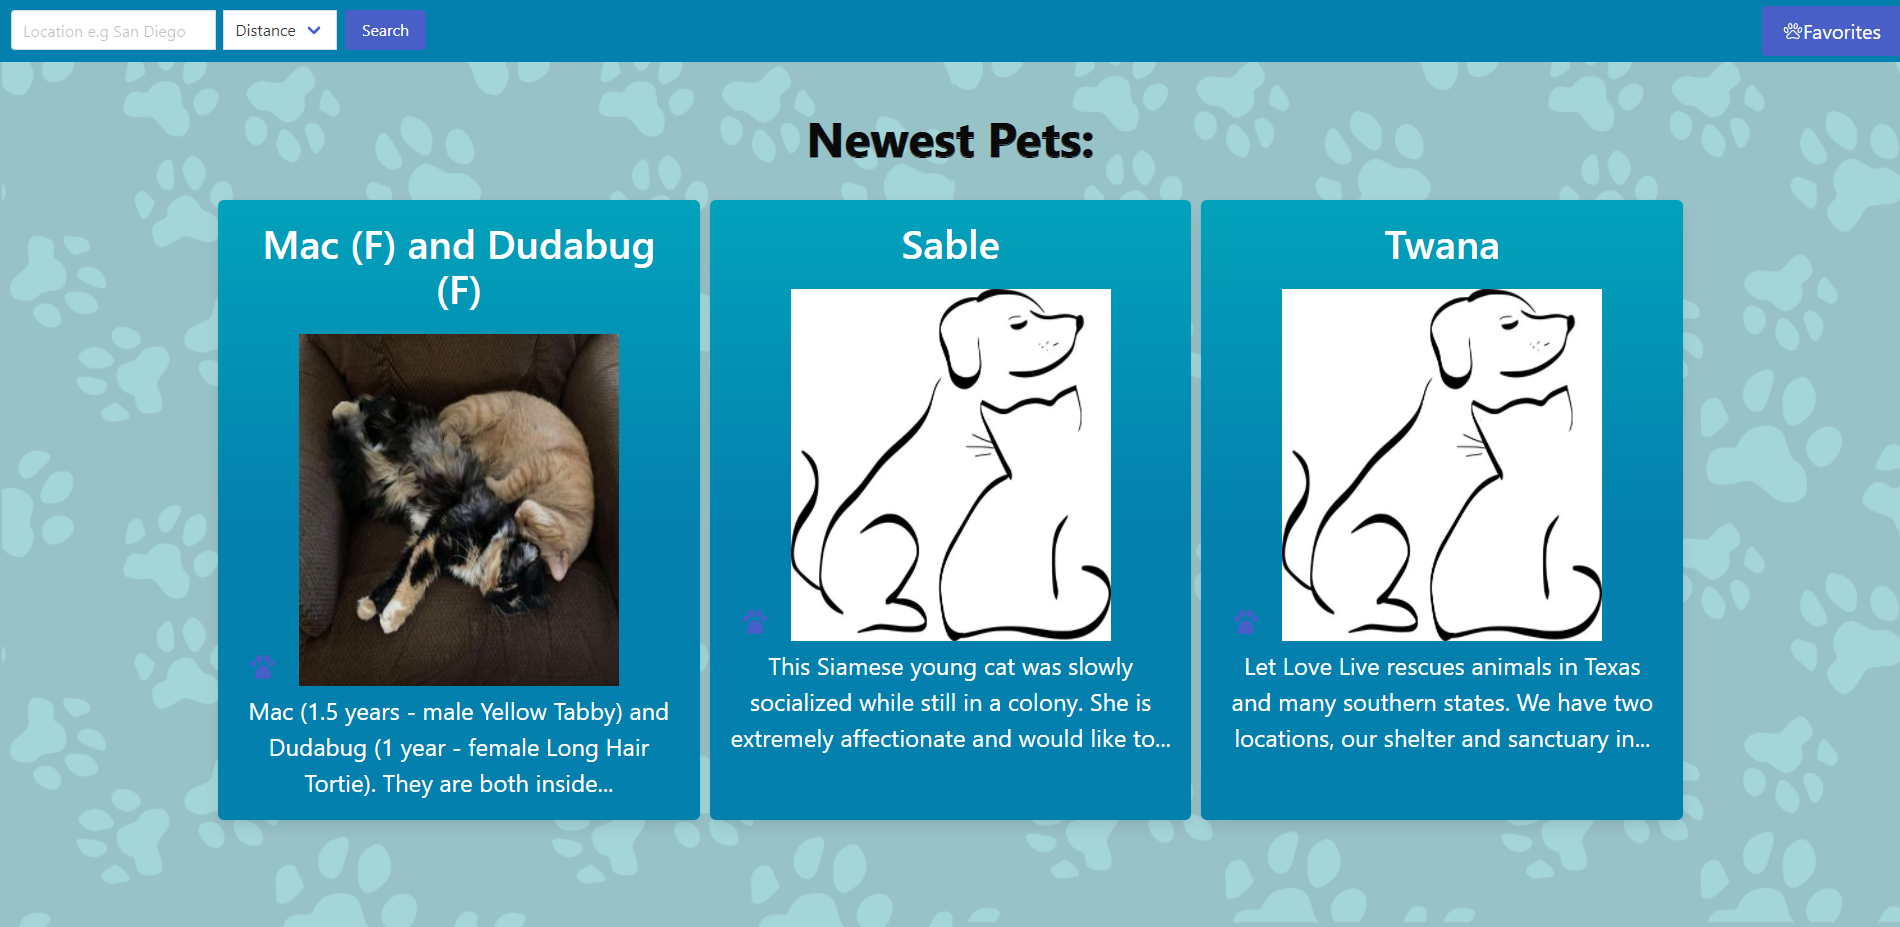 Location e.g San Diego
Distance
Search
Favorites
Newest Pets:
Mac (F) and Dudabug
(F)
Mac (1.5 years - male Yellow Tabby) and
Dudabug (1 year - female Long Hair
Tortie). They are both inside...
Sable
This Siamese young cat was slowly
socialized while still in a colony. She is
extremely affectionate and would like to...
Twana
Let Love Live rescues animals in Texas
and many southern states. We have two
locations, our shelter and sanctuary in...